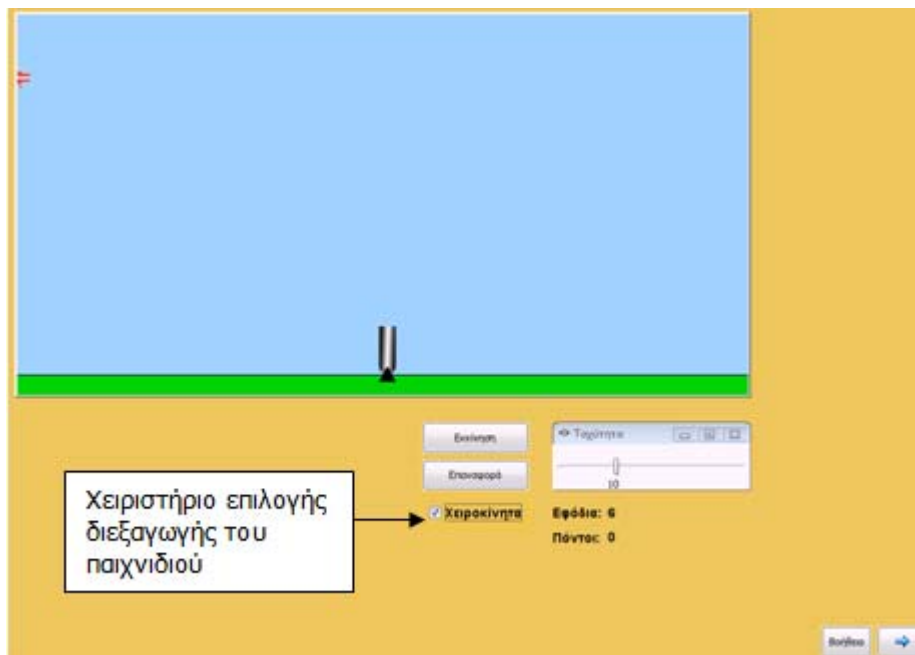 Εκκίνηση
Ταχύτητα
Επαναφορά
10
Χειριστήριο επιλογής
διεξαγωγής του
παιχνιδιού
Χειροκίνητα
Εφόδια: 6
Πόντοι: 0
Βοήθεια